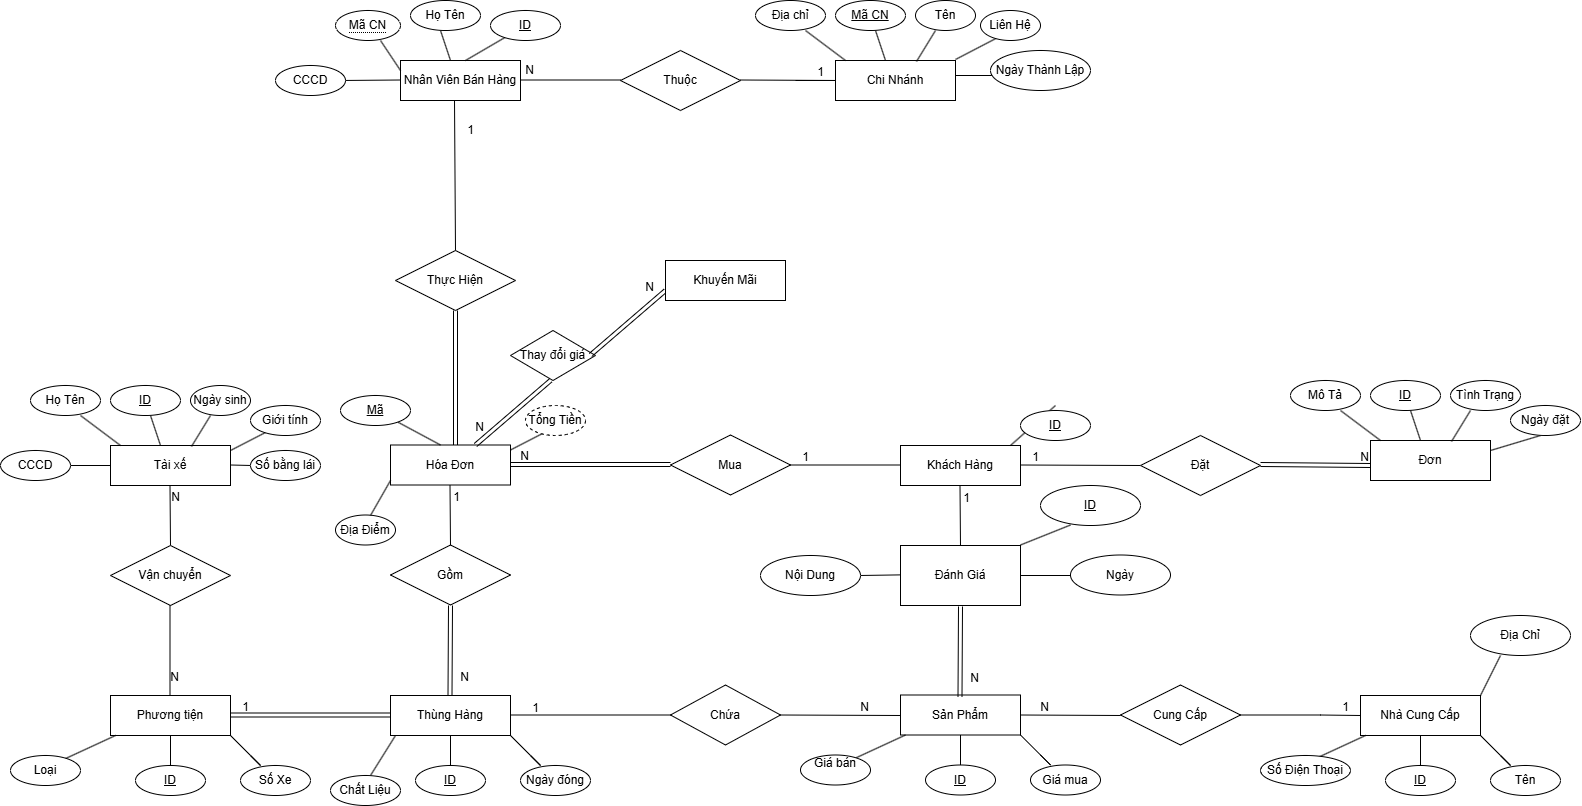 Mã CN
Họ Tên
ID
Địa chỉ
Mã CN
Tên
Liên Hệ
CCCD
Nhân Viên Bán Hàng
N
Thuộc
1
Chi Nhánh
Ngày Thành Lập
1
Thực Hiện
N
Khuyến Mãi
Thay đổi giá
N
Họ Tên
ID
Ngày sinh
Giới tính
Mã
Tổng Tiền
ID
Mô Tả
ID
Tình Trạng
Ngày đặt
CCCD
Tài xế
Số bằng lái
Hóa Đơn
N
Mua
1
Khách Hàng
1
Đặt
N
Đơn
N
1
1
ID
Địa Điểm
Vận chuyển
Gồm
Nội Dung
Đánh Giá
Ngày
Địa Chỉ
N
N
N
Phương tiện
1
Thùng Hàng
1
Chứa
N
Sản Phẩm
N
Cung Cấp
1
Nhà Cung Cấp
Loại
ID
Số Xe
Chất Liệu
ID
Ngày đóng
Giá bán
ID
Giá mua
Số Điện Thoại
ID
Tên